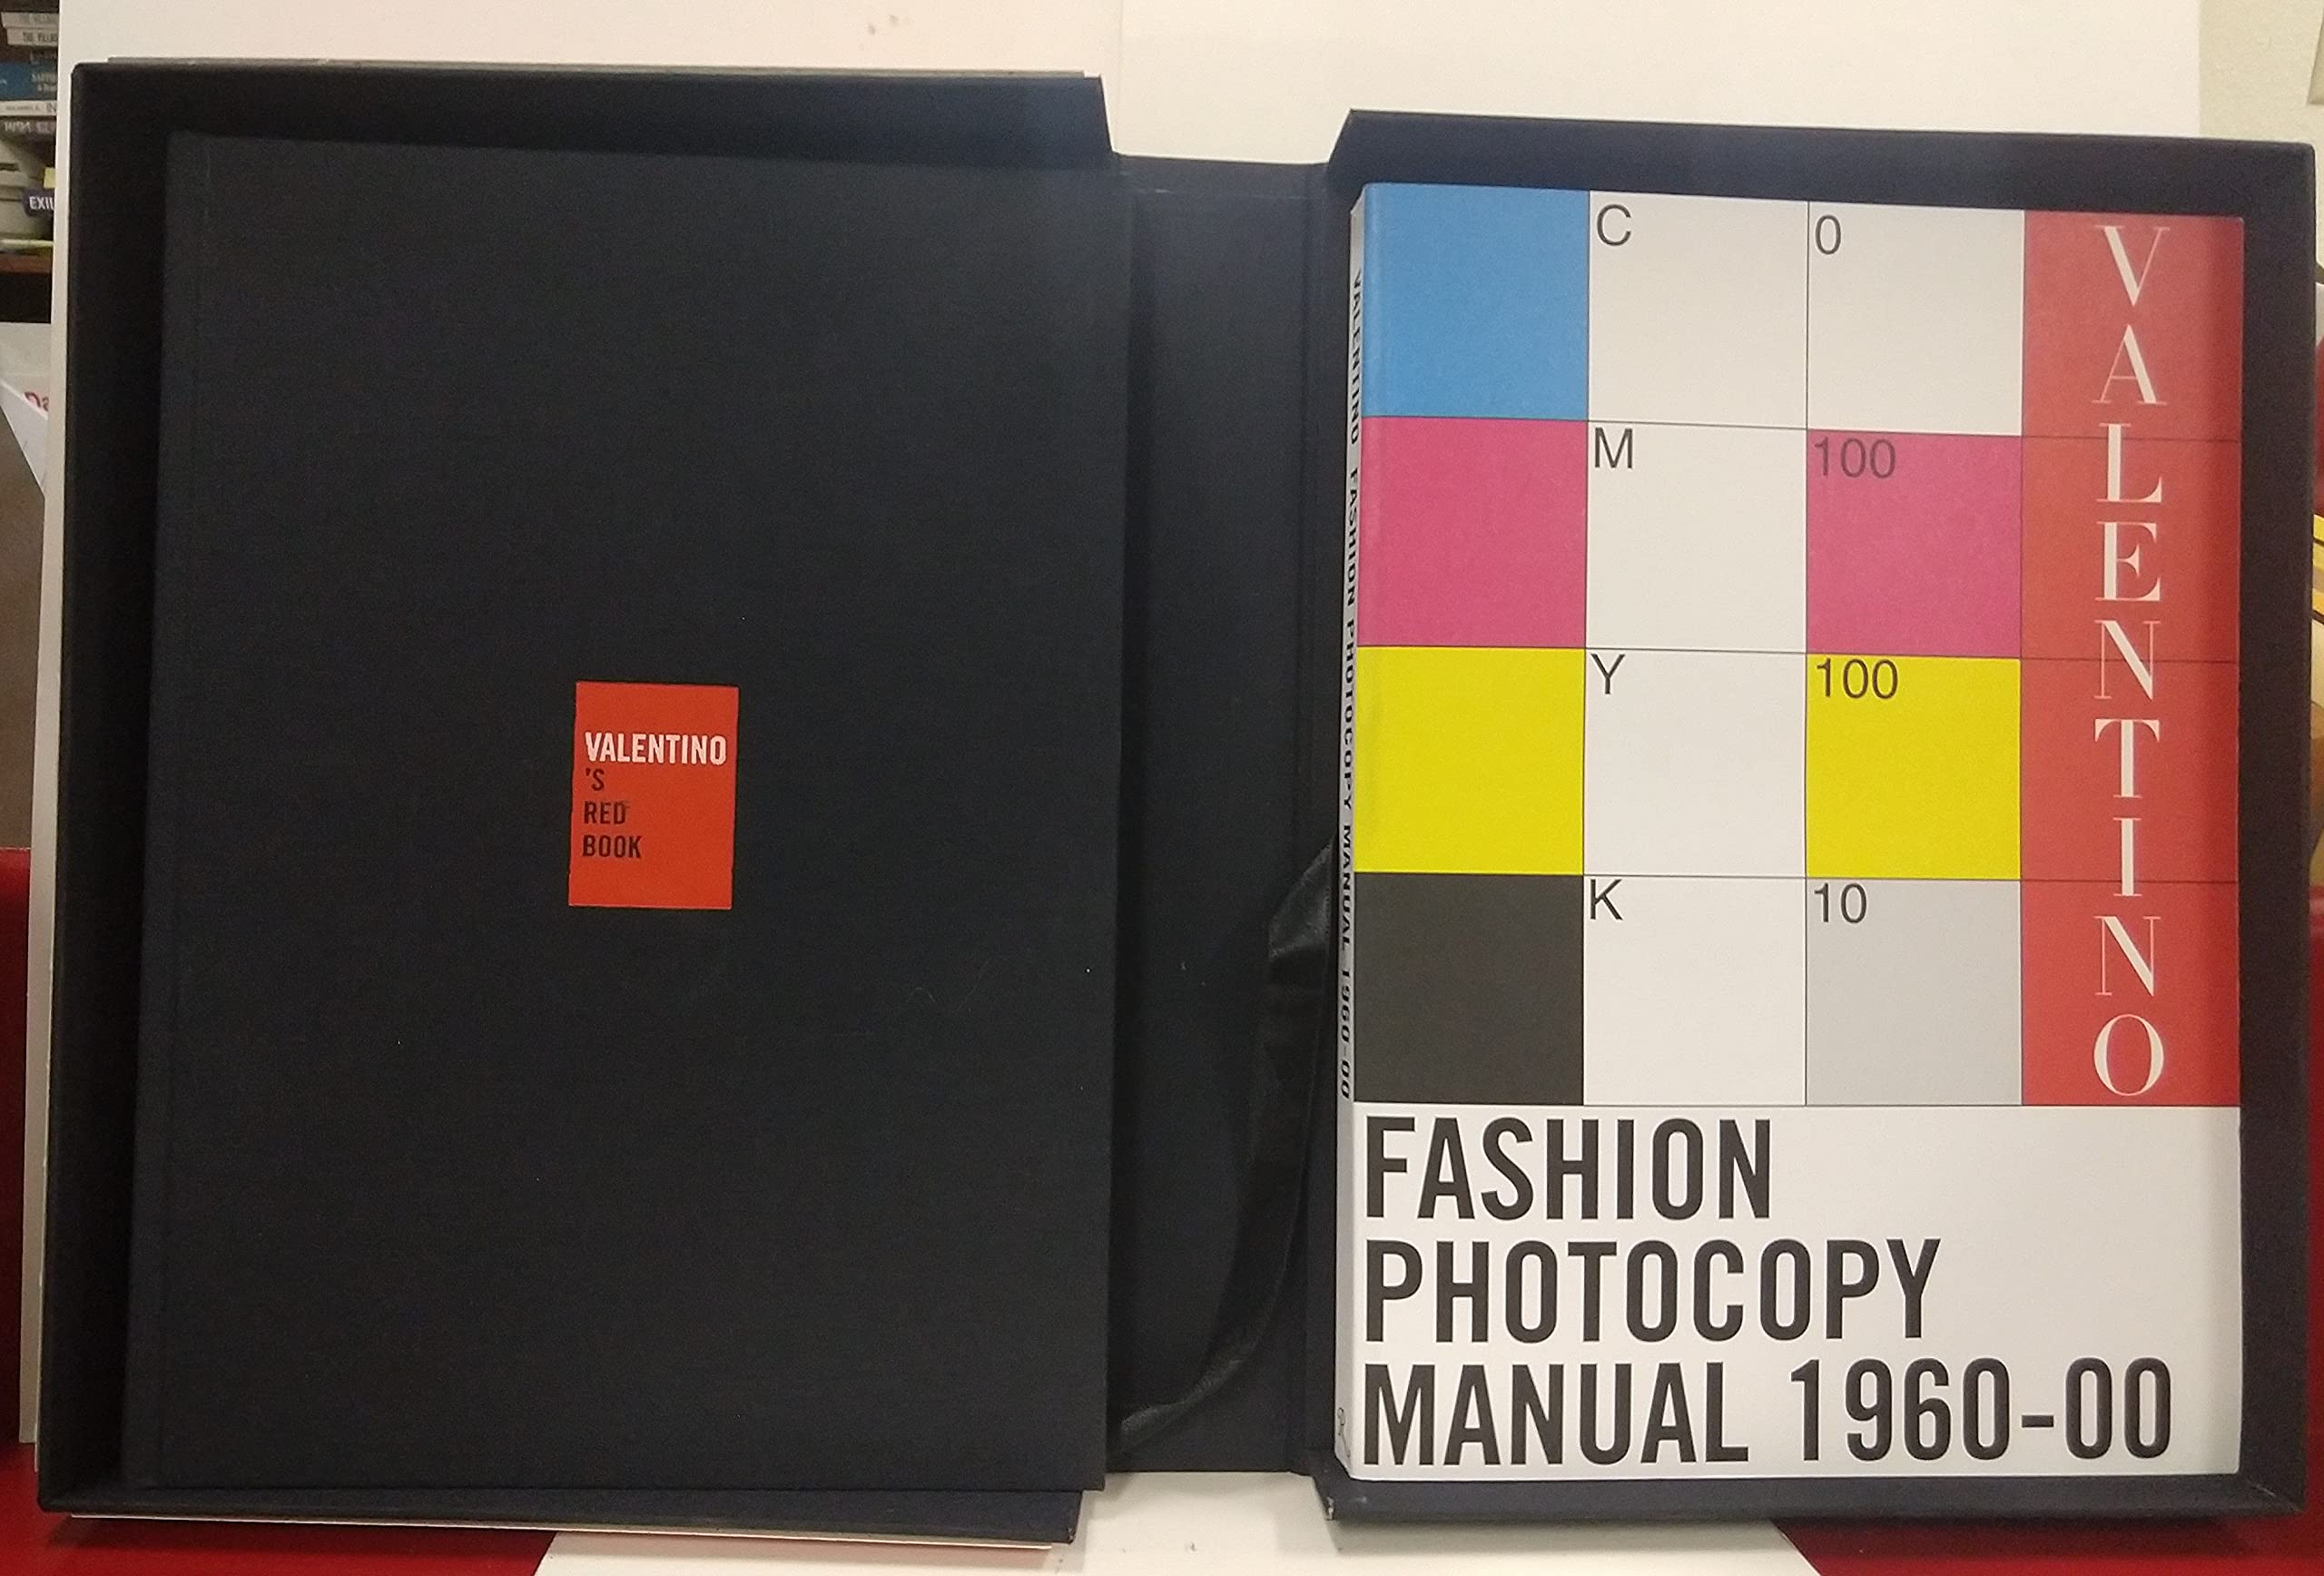 VALENTINO
'S
RED
BOOK
VALENTINO FASHION PHOTOCOPY MANUAL 1960-00
C
0
M
100
Y
100
K
10
VALENTINO
FASHION
PHOTOCOPY
MANUAL 1960-00
EXIL